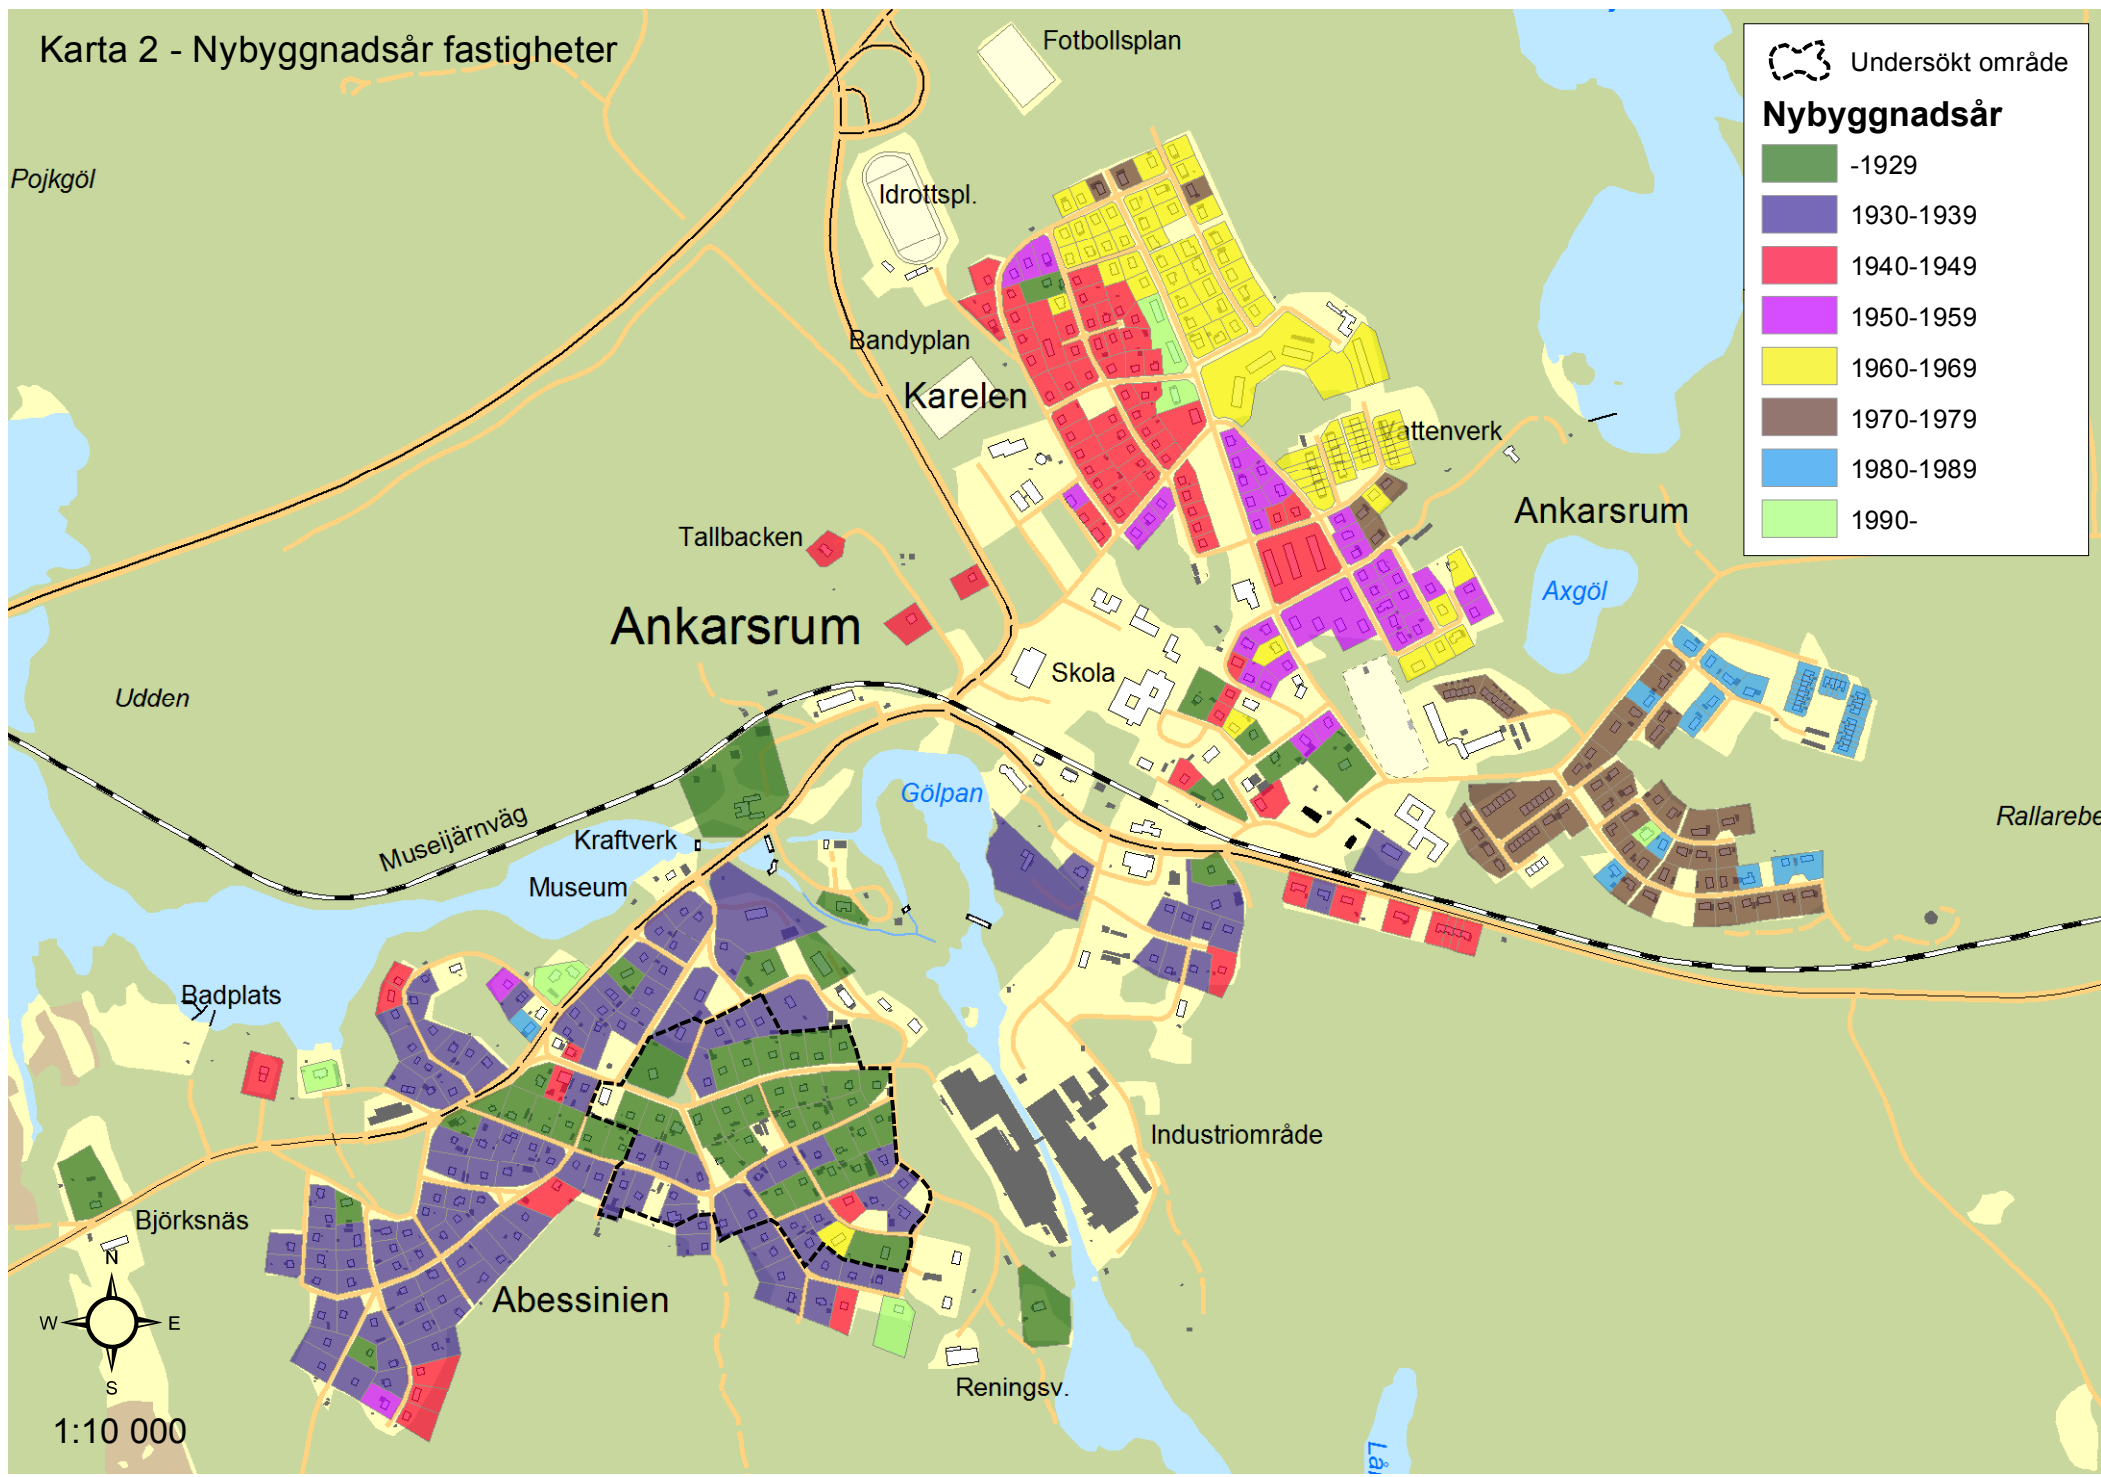 Karta 2 - Nybyggnadsår fastigheter
Fotbollsplan
Undersökt område
Nybyggnadsår
-1929
1930-1939
1940-1949
1950-1959
1960-1969
1970-1979
1980-1989
1990-
Pojkgöl
Idrottspl.
Bandyplan
Karelen
Vattenverk
Ankarsrum
Tallbacken
Axgöl
Ankarsrum
Skola
Udden
Gölpan
Museijärnväg
Kraftverk
Rallarebe
Museum
Badplats
Industriområde
Björksnäs
N
W
E
S
Abessinien
Reningsv.
1:10 000